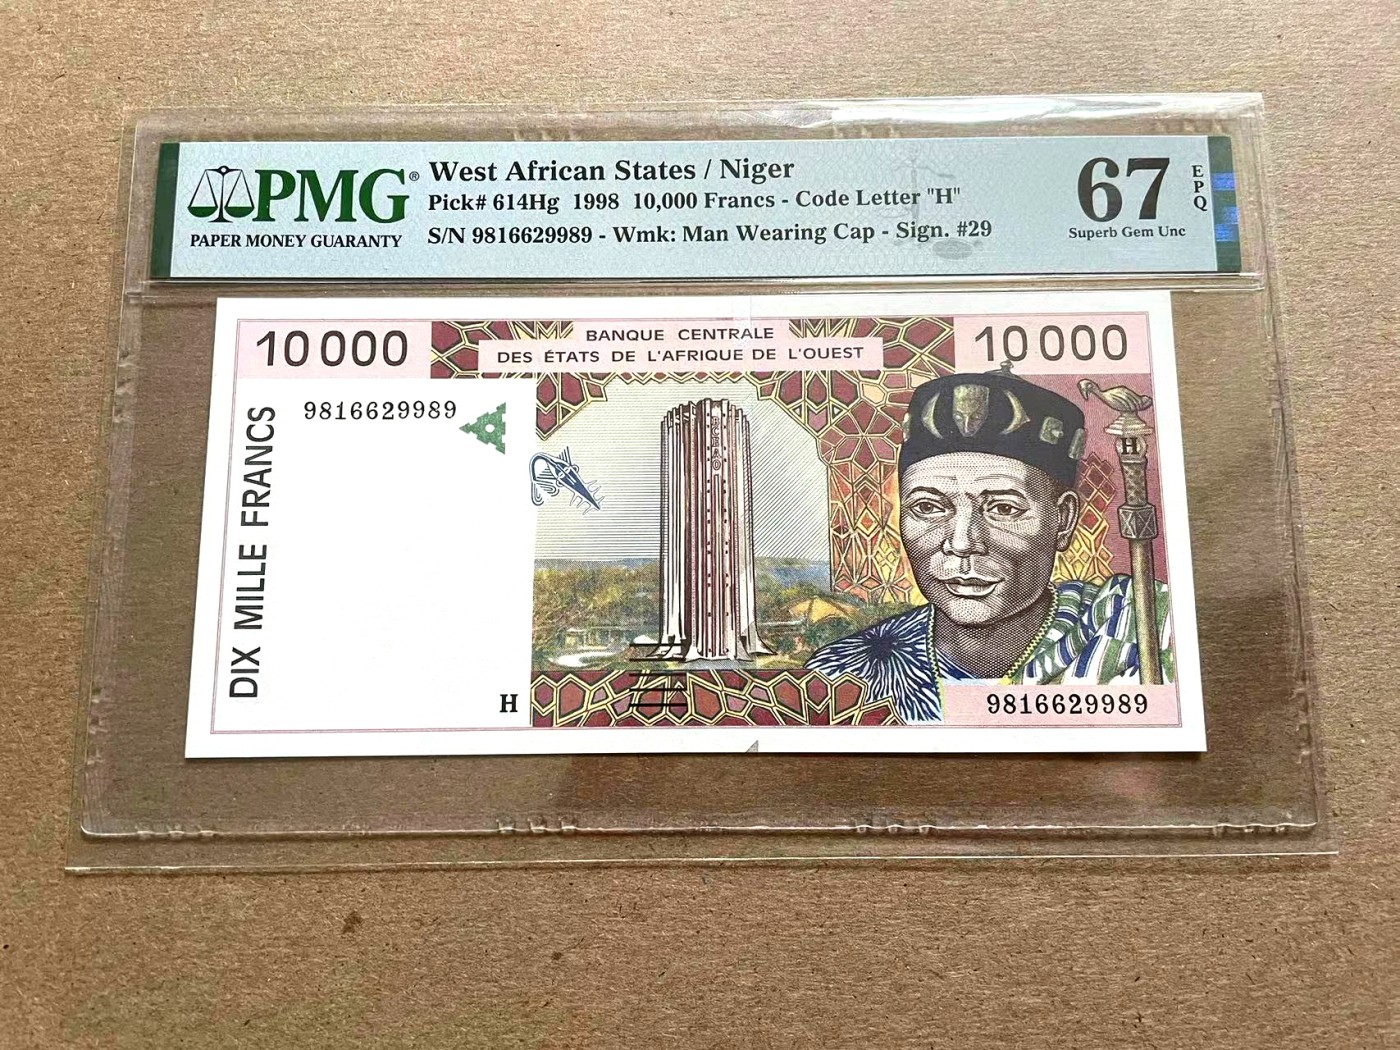 PMG®
PAPER MONEY GUARANTY
West African States / Niger
Pick# 614Hg 1998 10,000 Francs - Code Letter "H"
S/N 9816629989 - Wmk: Man Wearing Cap - Sign. #29
67
EPQ
Superb Gem Unc
10 000
BANQUE CENTRALE
DES ÉTATS DE L'AFRIQUE DE L'OUEST
10 000
9816629989
DIX MILLE FRANCS
BCEAO
H
H
9816629989